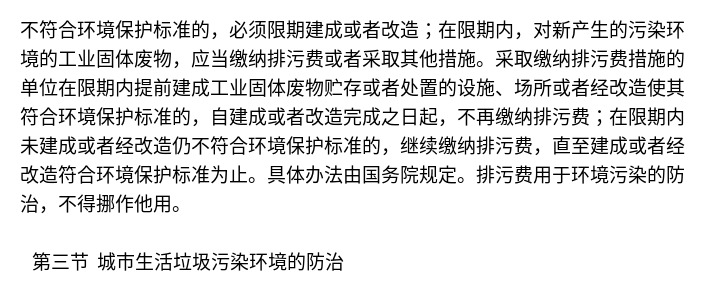 不符合环境保护标准的，必须限期建成或者改造；在限期内，对新产生的污染环
境的工业固体废物，应当缴纳排污费或者采取其他措施。采取缴纳排污费措施的
单位在限期内提前建成工业固体废物贮存或者处置的设施、场所或者经改造使其
符合环境保护标准的，自建成或者改造完成之日起，不再缴纳排污费；在限期内
未建成或者经改造仍不符合环境保护标准的，继续缴纳排污费，直至建成或者经
改造符合环境保护标准为止。具体办法由国务院规定。排污费用于环境污染的防
治，不得挪作他用。
第三节 城市生活垃圾污染环境的防治